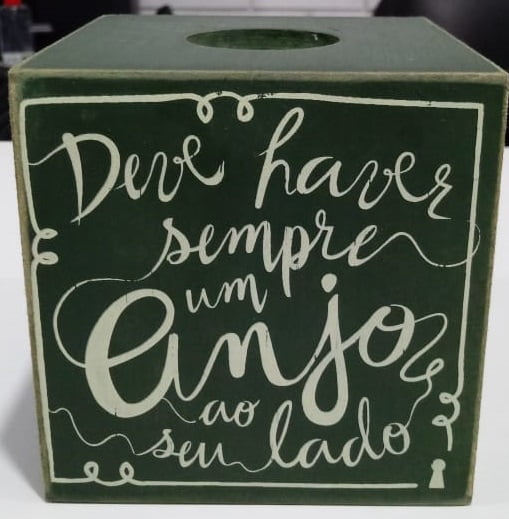 Deve haver
sempre
um
anjo
ao
seu lado